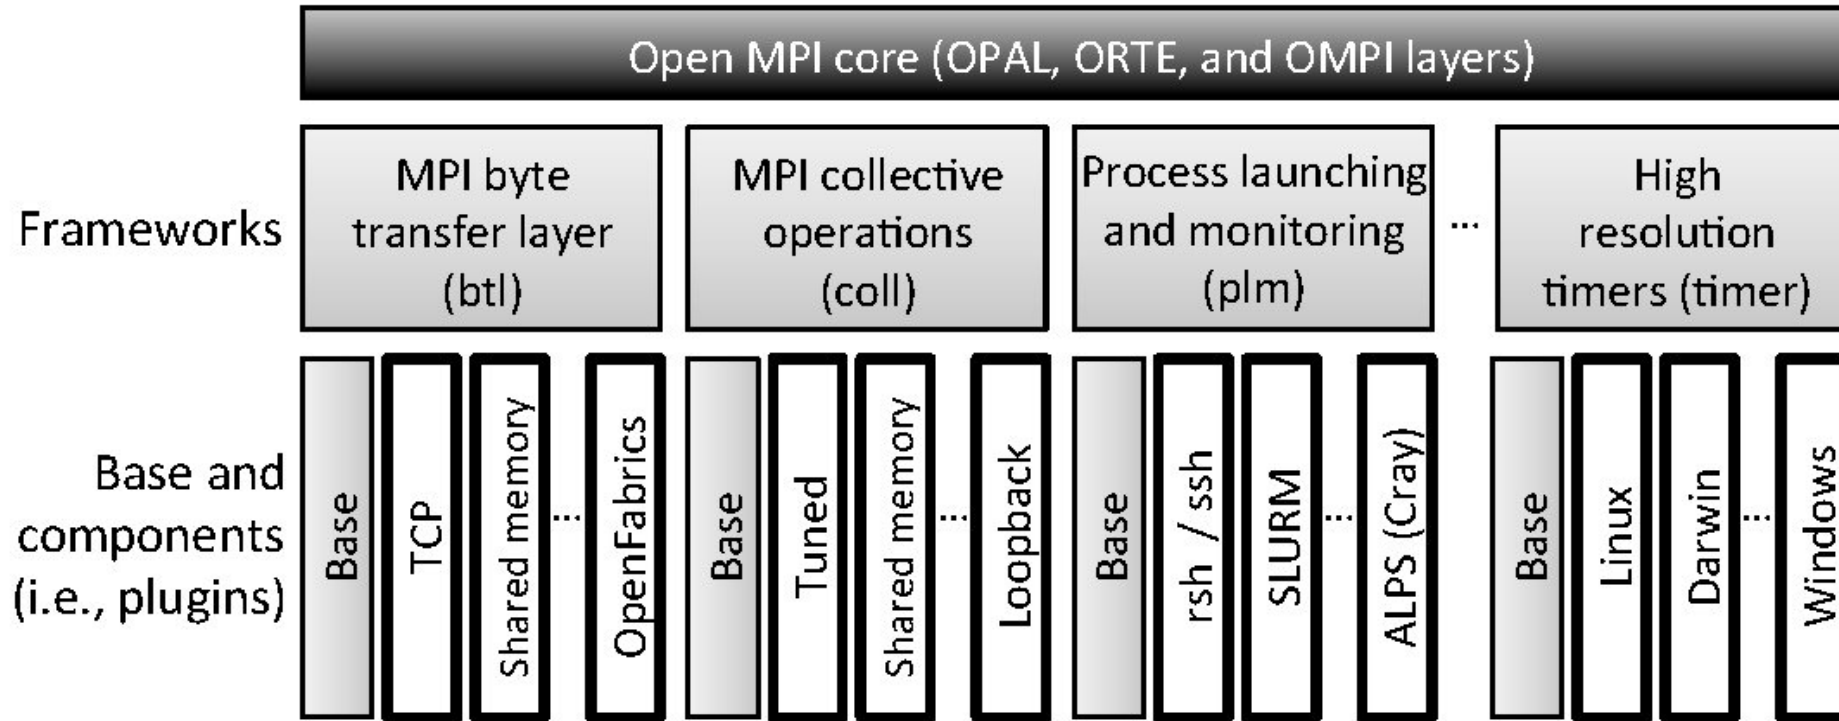 Open MPI core (OPAL, ORTE, and OMPI layers)
Frameworks
MPI byte
transfer layer
(btl)
MPI collective
operations
(coll)
Process launching
and monitoring
(plm)
...
High
resolution
timers (timer)
Base and
components
(i.e., plugins)
Base
TCP
Shared memory
...
OpenFabrics
Base
Tuned
Shared memory
...
Loopback
Base
rsh / ssh
SLURM
...
ALPS (Cray)
Base
Linux
Darwin
...
Windows